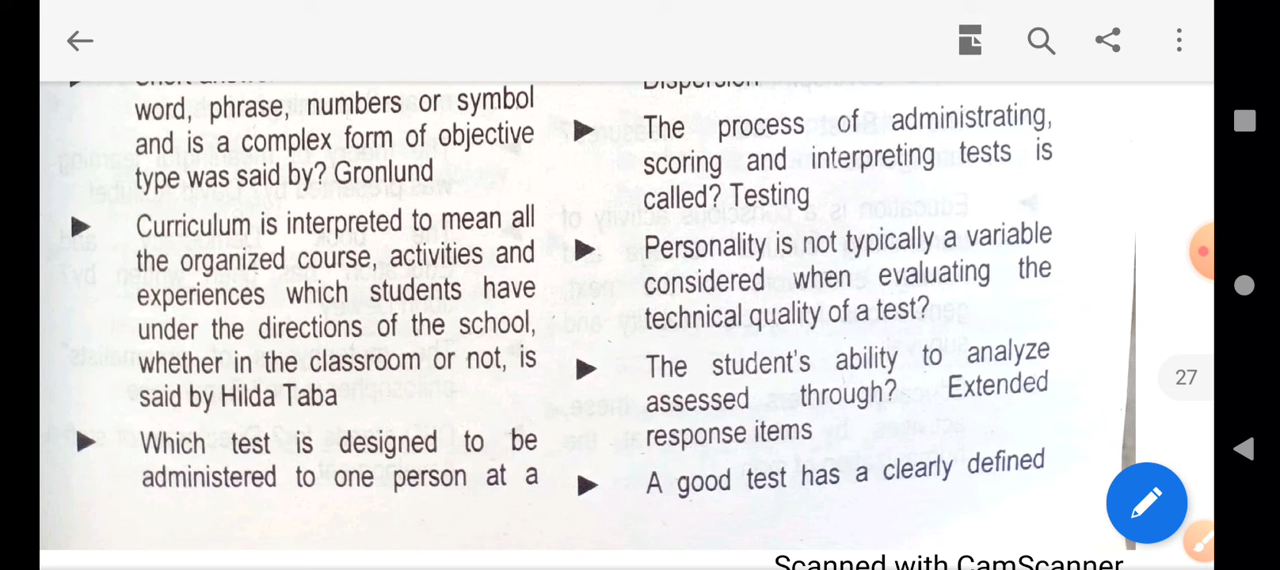 word, phrase, numbers or symbol
and is a complex form of objective
type was said by? Gronlund
Curriculum is interpreted to mean all
the organized course, activities and
experiences which students have
under the directions of the school,
whether in the classroom or not, is
said by Hilda Taba
Which test is designed to be
administered to one person at a
Dispersion
The process of administrating,
scoring and interpreting tests is
called? Testing
Personality is not typically a variable
considered when evaluating the
technical quality of a test?
The student's ability to analyze
assessed through? Extended
response items
A good test has a clearly defined
27
Scanned with CamScanner